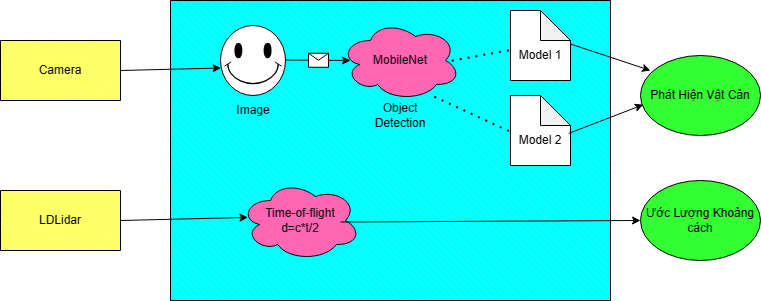 Camera
Image
MobileNet
Object
Detection
Model 1
Model 2
Phát Hiện Vật Cản
LDLidar
Time-of-flight
d=c*t/2
Ước Lượng Khoảng
cách